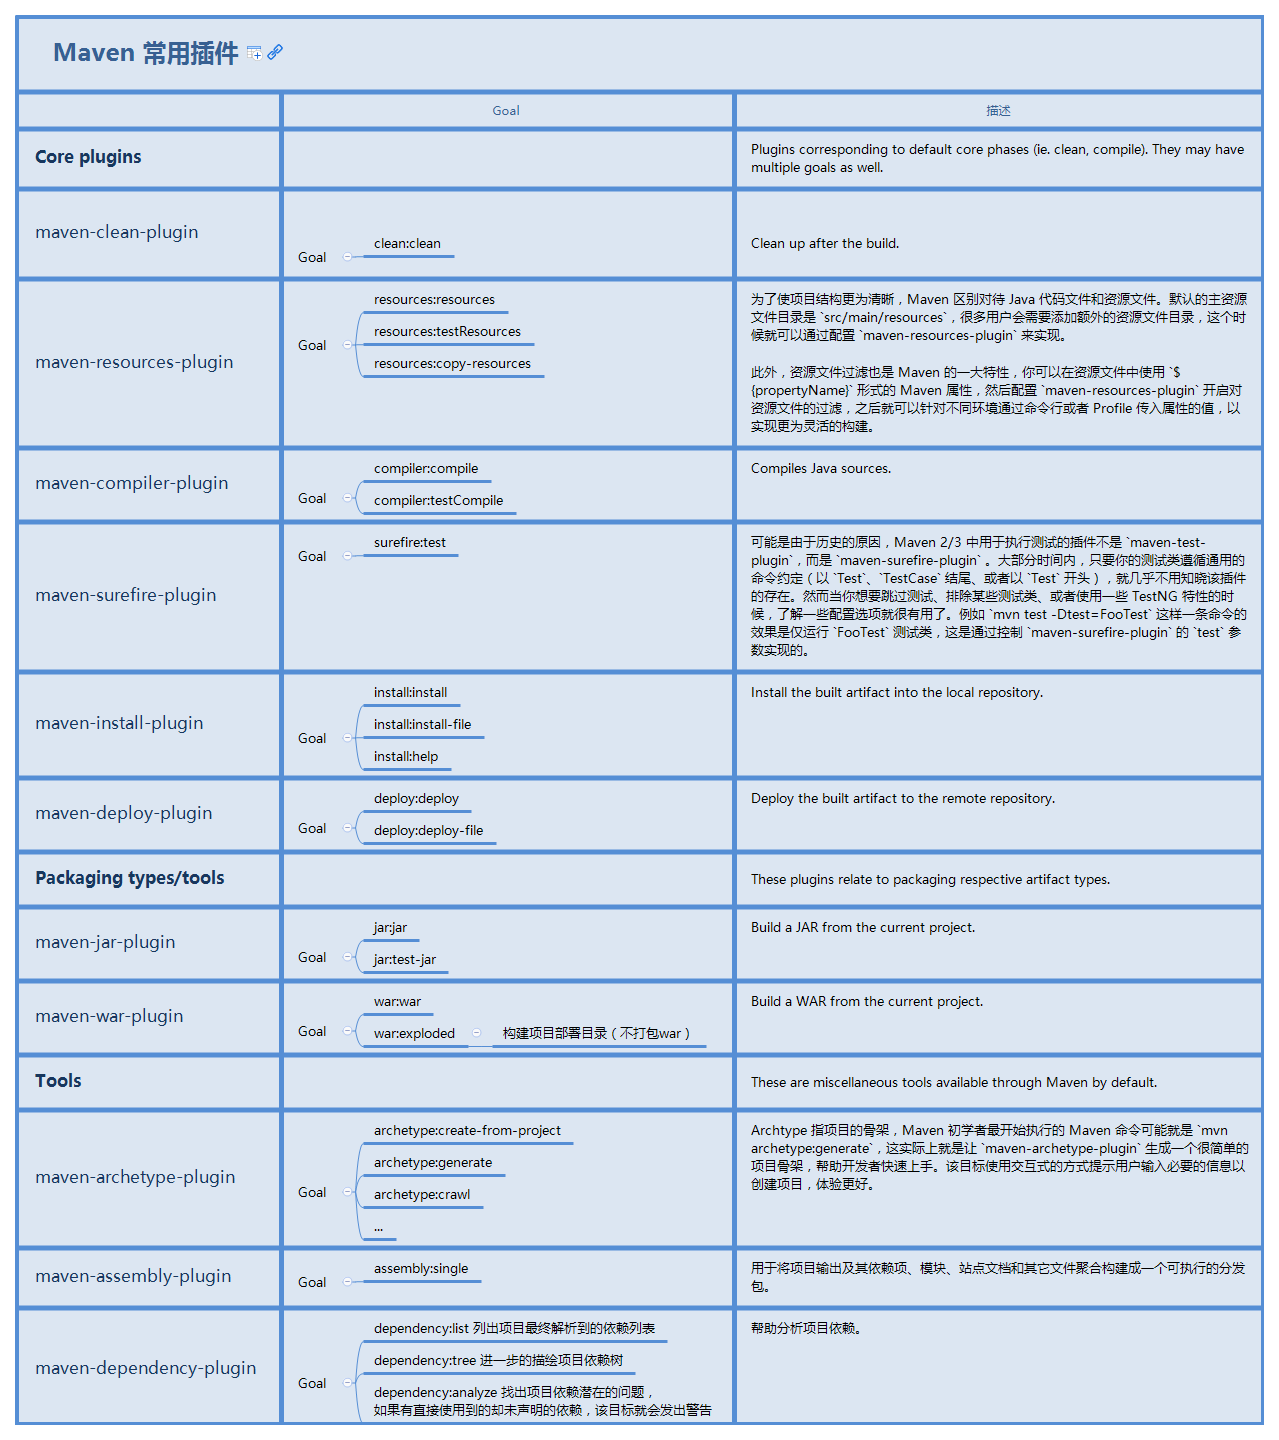 Maven 常用插件
Goal 描述
Core plugins
Plugins corresponding to default core phases (ie. clean, compile). They may have
multiple goals as well.
maven-clean-plugin
Goal
clean:clean
Clean up after the build.
maven-resources-plugin
Goal
resources:resources
resources:testResources
resources:copy-resources
为了使项目结构更为清晰，Maven 区别对待 Java 代码文件和资源文件。默认的主资源
文件目录是 `src/main/resources`，很多用户会需要添加额外的资源文件目录，这个时
候就可以通过配置 `maven-resources-plugin` 来实现。
此外，资源文件过滤也是 Maven 的一大特性，你可以在资源文件中使用 `$
{propertyName}` 形式的 Maven 属性，然后配置 `maven-resources-plugin` 开启对
资源文件的过滤，之后就可以针对不同环境通过命令行或者 Profile 传入属性的值，以
实现更为灵活的构建。
maven-compiler-plugin
Goal
compiler:compile
compiler:testCompile
Compiles Java sources.
maven-surefire-plugin
Goal
surefire:test
可能是由于历史的原因，Maven 2/3 中用于执行测试的插件不是 `maven-test-
plugin`，而是 `maven-surefire-plugin` 。大部分时间内，只要你的测试类遵循通用的
命令约定（以 `Test`、`TestCase` 结尾、或者以 `Test` 开头），就几乎不用知晓该插件
的存在。然而当你想要跳过测试、排除某些测试类、或者使用一些 TestNG 特性的时
候，了解一些配置选项就很有用了。例如 `mvn test -Dtest=FooTest` 这样一条命令的
效果是仅运行 `FooTest` 测试类，这是通过控制 `maven-surefire-plugin` 的 `test` 参
数实现的。
maven-install-plugin
Goal
install:install
install:install-file
install:help
Install the built artifact into the local repository.
maven-deploy-plugin
Goal
deploy:deploy
deploy:deploy-file
Deploy the built artifact to the remote repository.
Packaging types/tools
These plugins relate to packaging respective artifact types.
maven-jar-plugin
Goal
jar:jar
jar:test-jar
Build a JAR from the current project.
maven-war-plugin
Goal
war:war
war:exploded 构建项目部署目录（不打包war）
Build a WAR from the current project.
Tools
These are miscellaneous tools available through Maven by default.
maven-archetype-plugin
Goal
archetype:create-from-project
archetype:generate
archetype:crawl
...
Archtype 指项目的骨架，Maven 初学者最开始执行的 Maven 命令可能就是 `mvn
archetype:generate`，这实际上就是让 `maven-archetype-plugin` 生成一个很简单的
项目骨架，帮助开发者快速上手。该目标使用交互式的方式提示用户输入必要的信息以
创建项目，体验更好。
maven-assembly-plugin
Goal
assembly:single
用于将项目输出及其依赖项、模块、站点文档和其它文件聚合构建成一个可执行的分发
包。
maven-dependency-plugin
Goal
dependency:list 列出项目最终解析到的依赖列表
dependency:tree 进一步的描绘项目依赖树
dependency:analyze 找出项目依赖潜在的问题，
如果有直接使用到的却未声明的依赖，该目标就会发出警告
帮助分析项目依赖。